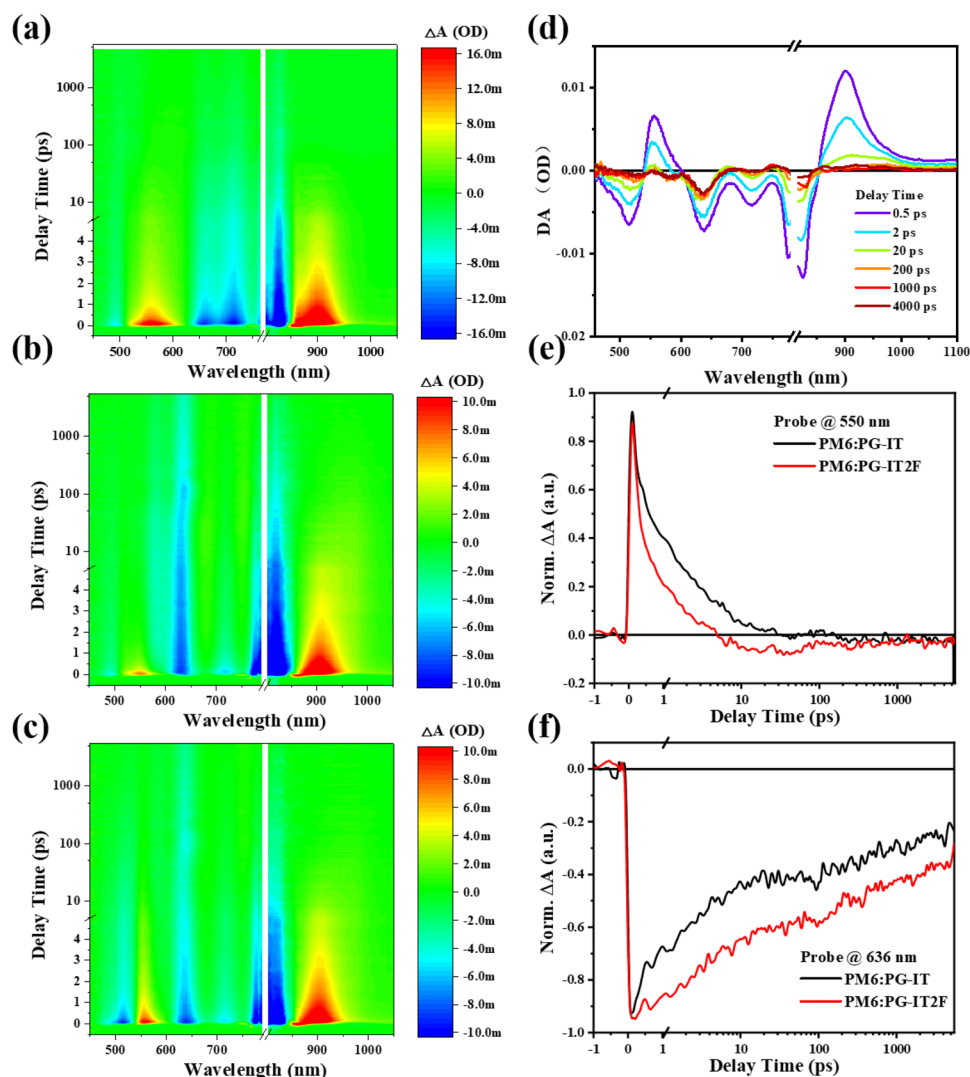 (a)
△A (OD)
16.0m
12.0m
8.0m
4.0m
0.0
-4.0m
-8.0m
-12.0m
-16.0m
Delay Time (ps)
1000
100
10
4
3
2
1
0
500
600
700
900
1000
Wavelength (nm)
(b)
△A (OD)
10.0m
8.0m
6.0m
4.0m
2.0m
0.0
-2.0m
-4.0m
-6.0m
-8.0m
-10.0m
Delay Time (ps)
1000
100
10
4
3
2
1
0
500
600
700
900
1000
Wavelength (nm)
(c)
△A (OD)
10.0m
8.0m
6.0m
4.0m
2.0m
0.0
-2.0m
-4.0m
-6.0m
-8.0m
-10.0m
Delay Time (ps)
1000
100
10
4
3
2
1
0
500
600
700
900
1000
Wavelength (nm)
(d)
DA （OD）
0.01
0.00
-0.01
0.02
Delay Time
0.5 ps
2 ps
20 ps
200 ps
1000 ps
4000 ps
500
600
700
900
1000
1100
Wavelength (nm)
(e)
Norm. ΔA (a.u.)
1.0
0.8
0.6
0.4
0.2
0.0
-0.2
Probe @ 550 nm
PM6:PG-IT
PM6:PG-IT2F
-1
0
1
10
100
1000
Delay Time (ps)
(f)
Norm. ΔA (a.u.)
0.0
-0.2
-0.4
-0.6
-0.8
-1.0
Probe @ 636 nm
PM6:PG-IT
PM6:PG-IT2F
-1
0
1
10
100
1000
Delay Time (ps)